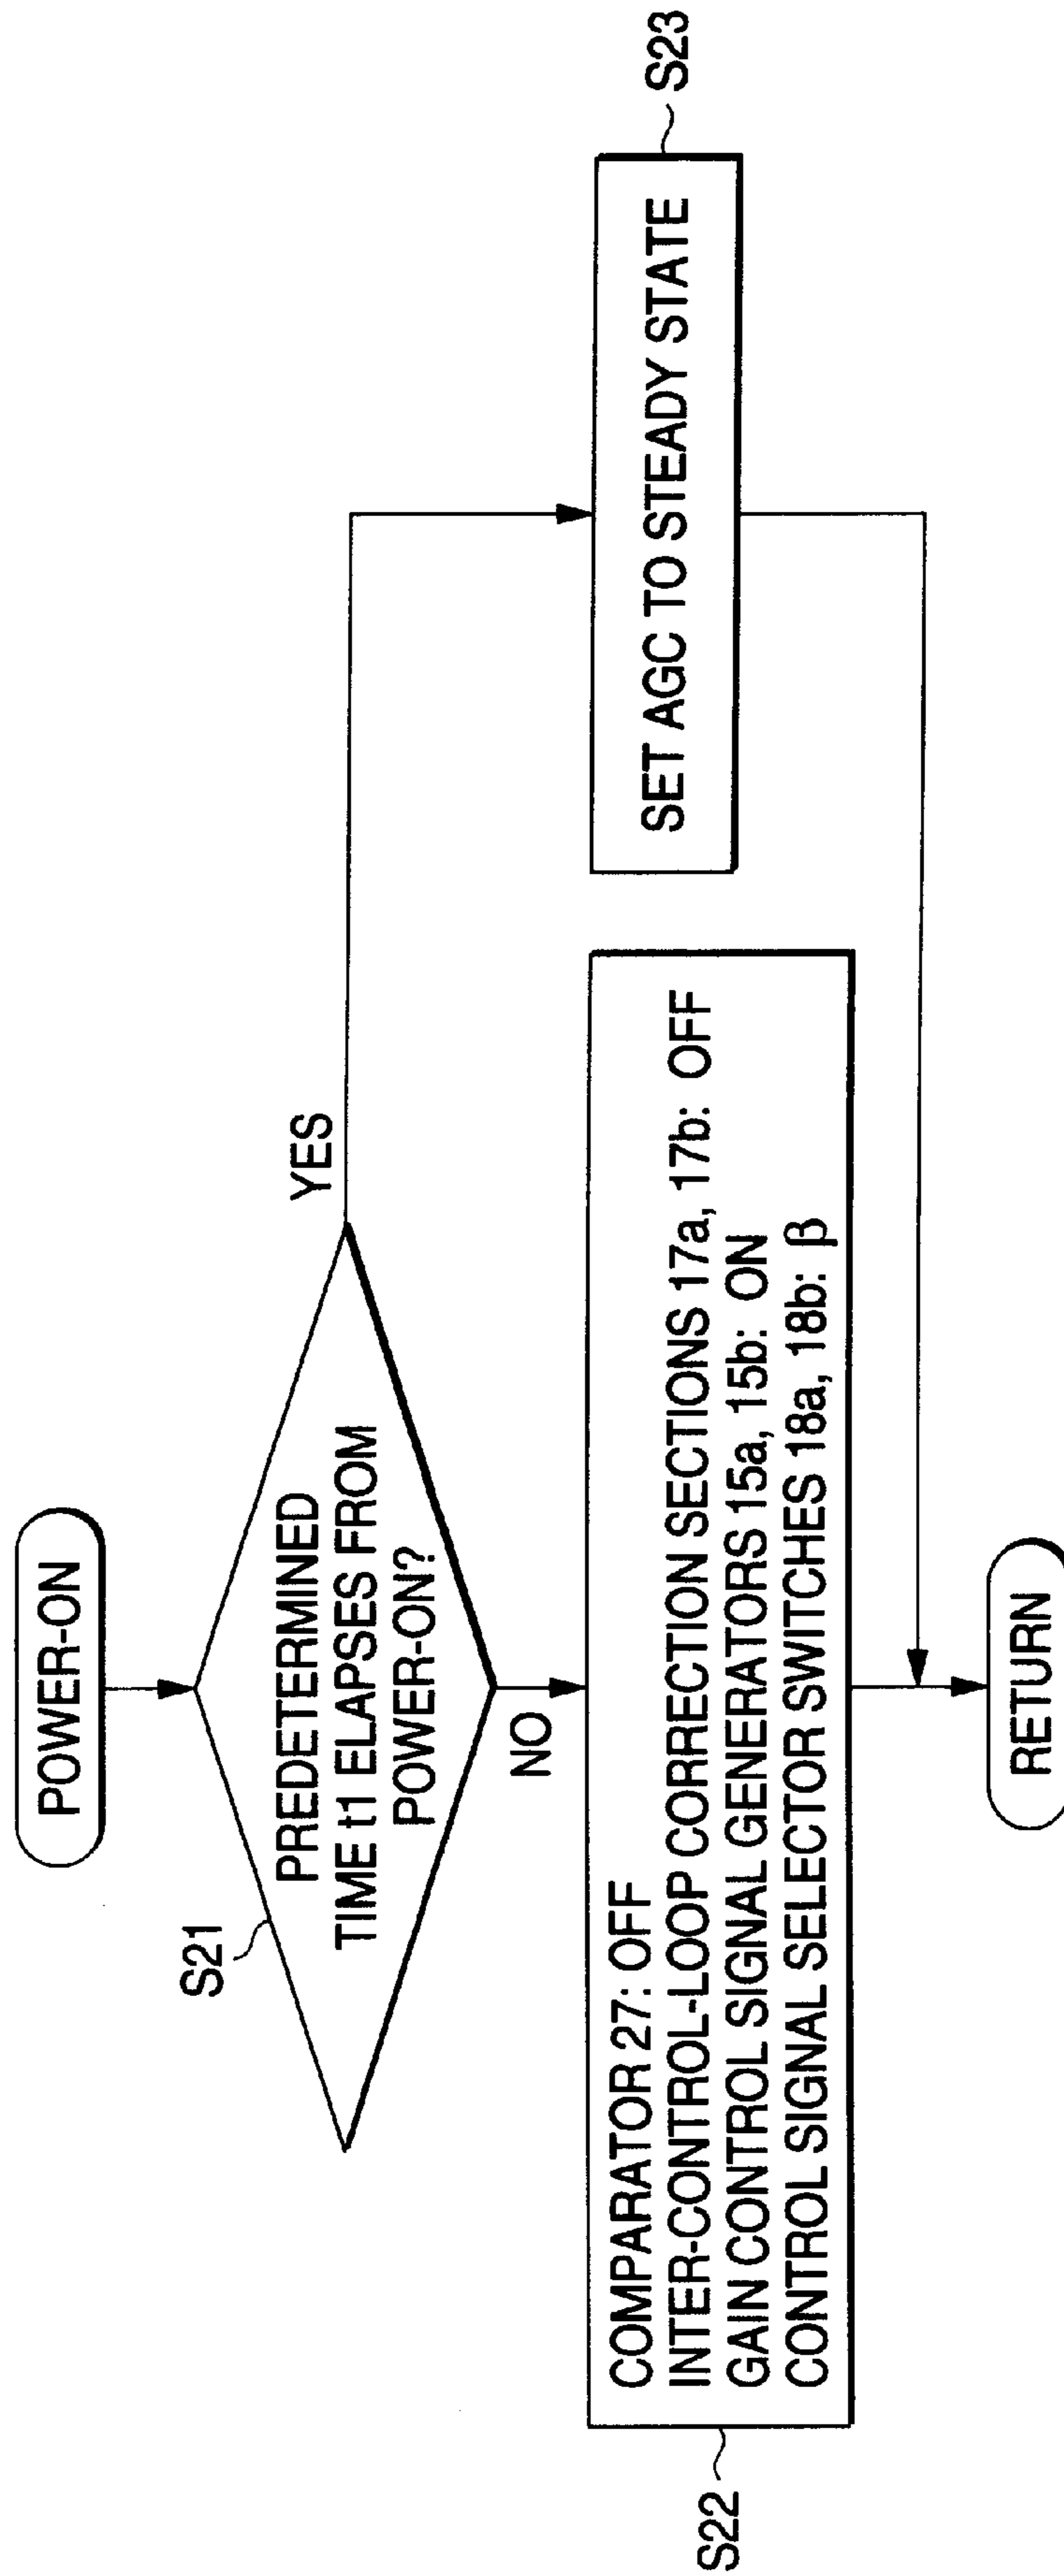 POWER-ON
S21
PREDETERMINED
TIME t1 ELAPSES FROM
POWER-ON?
YES
NO
S22
COMPARATOR 27: OFF
INTER-CONTROL-LOOP CORRECTION SECTIONS 17a, 17b: OFF
GAIN CONTROL SIGNAL GENERATORS 15a, 15b: ON
CONTROL SIGNAL SELECTOR SWITCHES 18a, 18b: β
SET AGC TO STEADY STATE
S23
RETURN